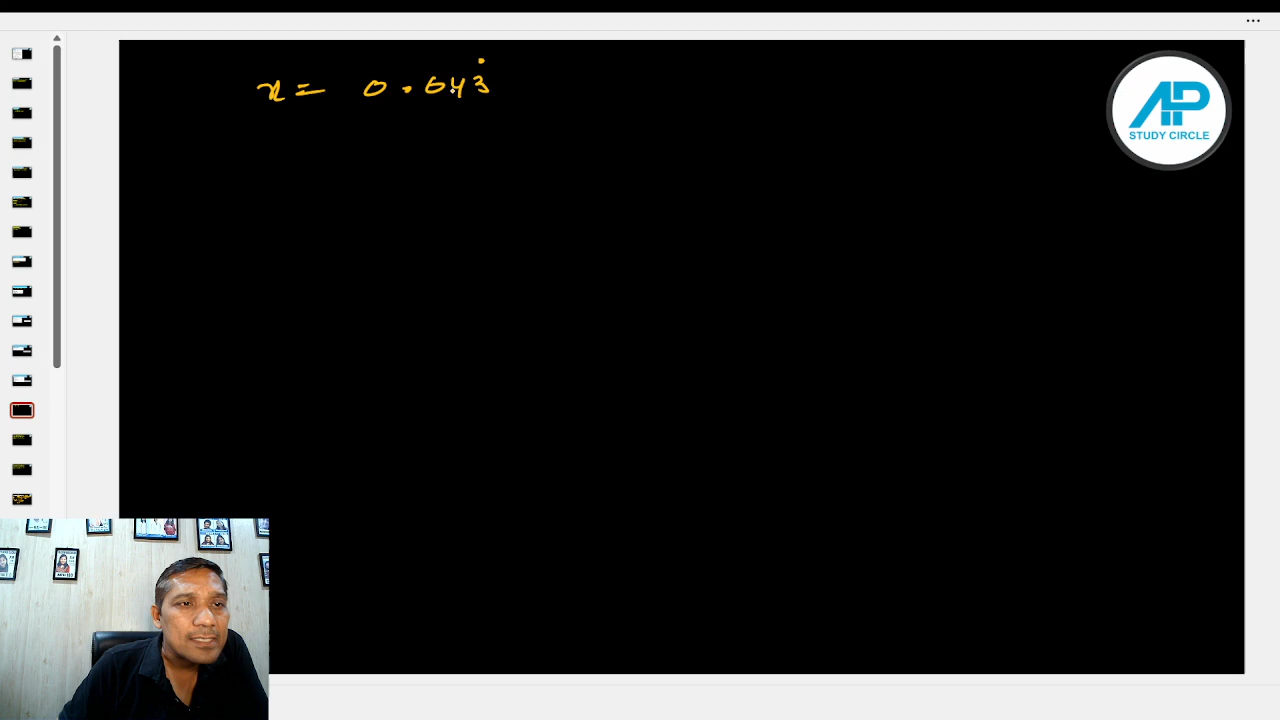 x = 0.643̇
AP
STUDY CIRCLE